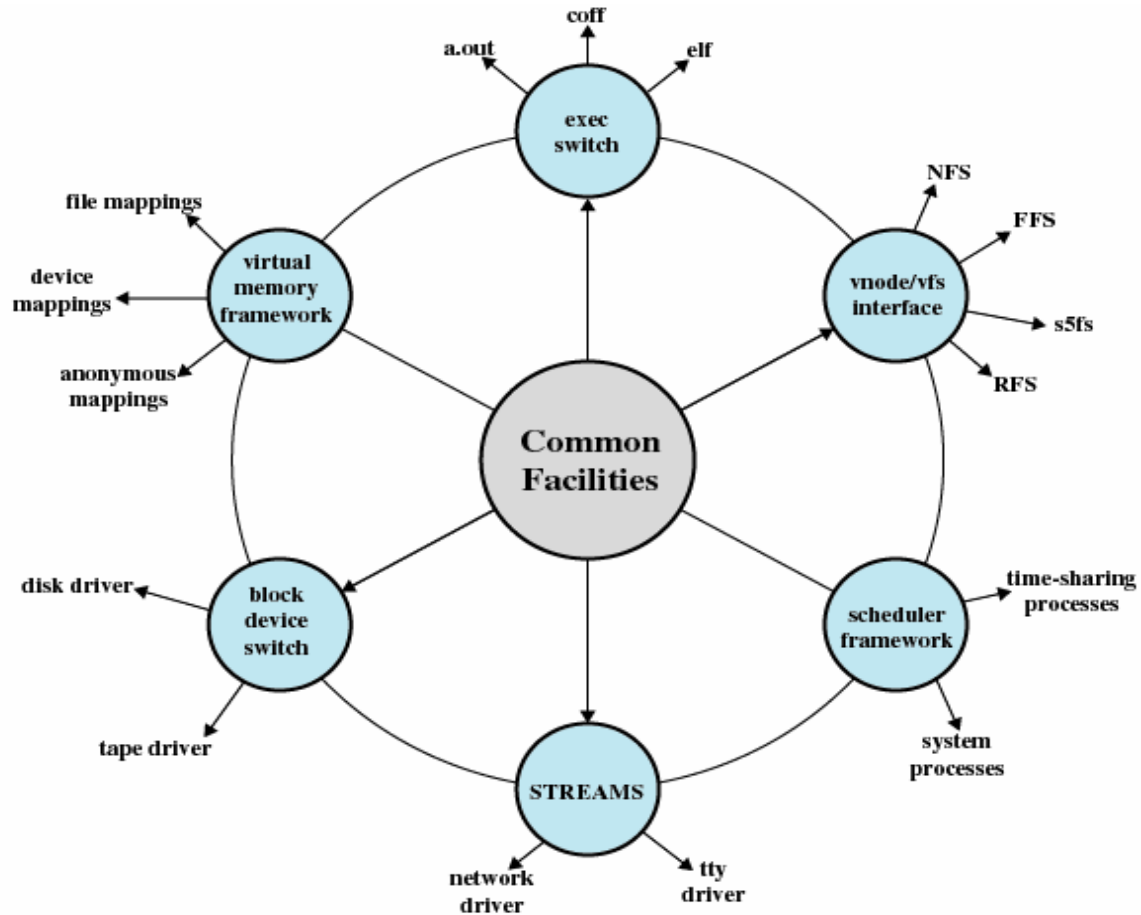 coff
a.out
elf
exec
switch
NFS
file mappings
FFS
virtual
memory
framework
device
mappings
vnode/vfs
interface
s5fs
anonymous
mappings
RFS
Common
Facilities
disk driver
block
device
switch
time-sharing
processes
scheduler
framework
tape driver
system
processes
STREAMS
network
driver
tty
driver